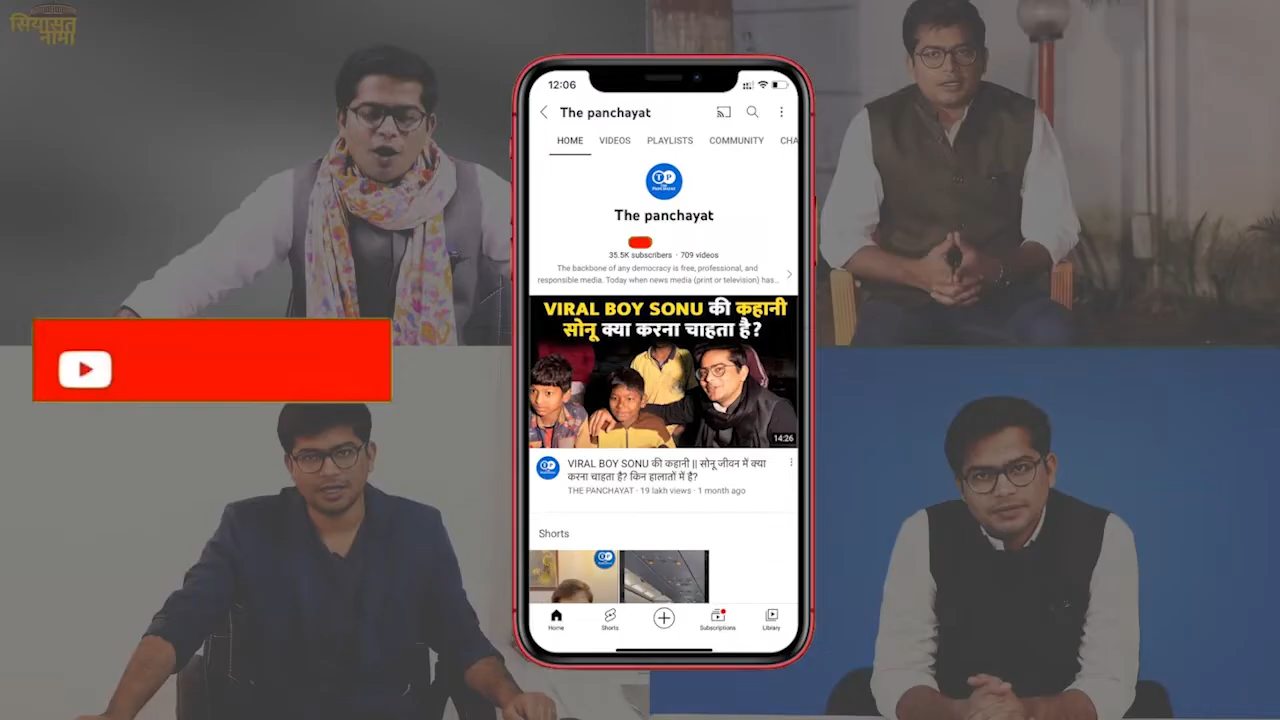 सियासत
नामा
12:06
The panchayat
HOME VIDEOS PLAYLISTS COMMUNITY CHA
TP
The panchayat
35.5K subscribers · 709 videos
The backbone of any democracy is free, professional, and
responsible media. Today when news media (print or television) has...
VIRAL BOY SONU की कहानी
सोनू क्या करना चाहता है?
14:26
VIRAL BOY SONU की कहानी || सोनू जीवन में क्या
करना चाहता है? किन हालातों में है?
THE PANCHAYAT · 19 lakh views · 1 month ago
Shorts
Home Shorts Subscriptions Library